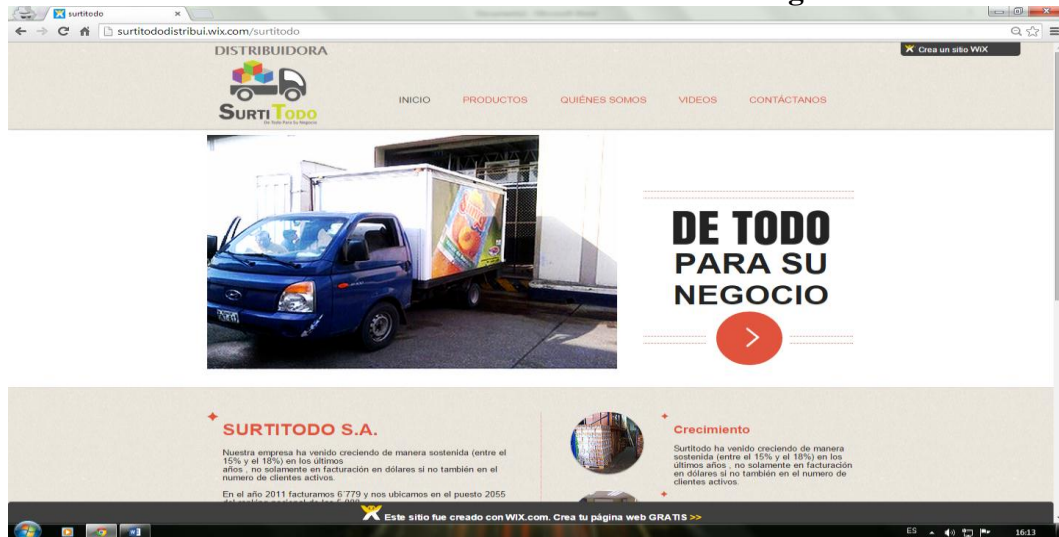 surtitodo
surtitododistribui.wix.com/surtitodo
Crea un sitio WiX
DISTRIBUIDORA
SURTITODO
De Todo Para Su Negocio
INICIO PRODUCTOS QUIÉNES SOMOS VIDEOS CONTÁCTANOS
DE TODO
PARA SU
NEGOCIO
SURTITODO S.A.
Nuestra empresa ha venido creciendo de manera sostenida (entre el
15% y el 18%) en los últimos
años , no solamente en facturación en dólares si no también en el
numero de clientes activos.
En el año 2011 facturamos 6'779 y nos ubicamos en el puesto 2055
Crecimiento
Surtitodo ha venido creciendo de manera
sostenida (entre el 15% y el 18%) en los
últimos años , no solamente en facturación
en dólares si no también en el numero de
clientes activos.
Este sitio fue creado con WIX.com. Crea tu página web GRATIS >>
ES
16:13